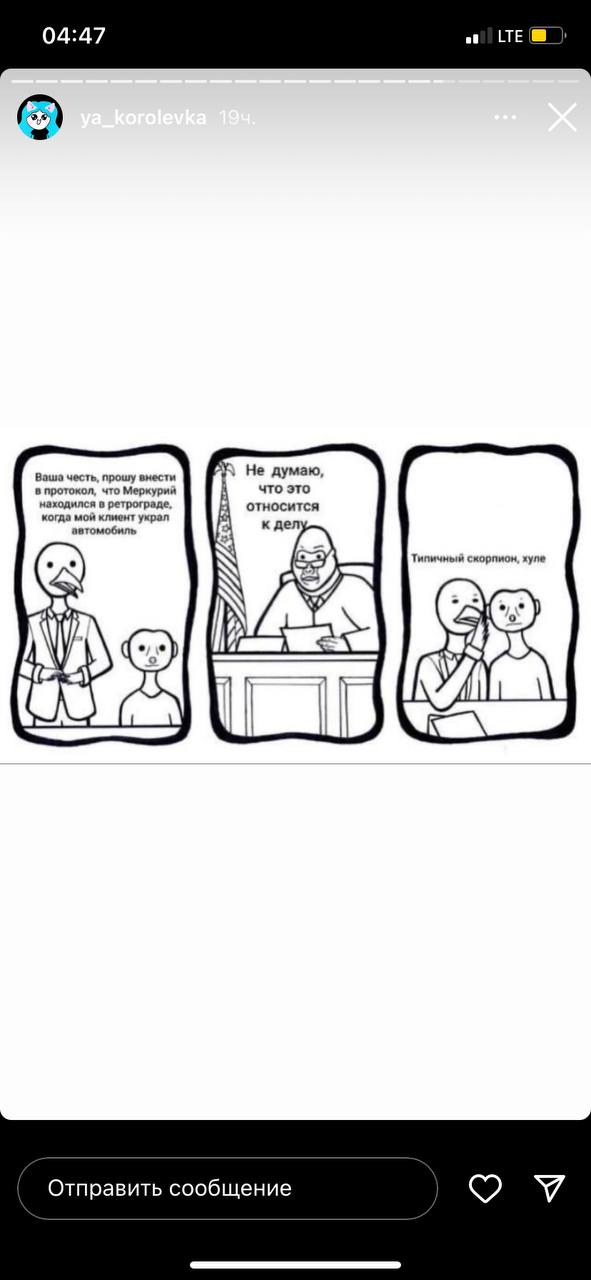 04:47
LTE
ya_korolevka 19ч.
Ваша честь, прошу внести
в протокол, что Меркурий
находился в ретрограде,
когда мой клиент украл
автомобиль
Не думаю,
что это
относится
к делу
Типичный скорпион, хуле
Отправить сообщение